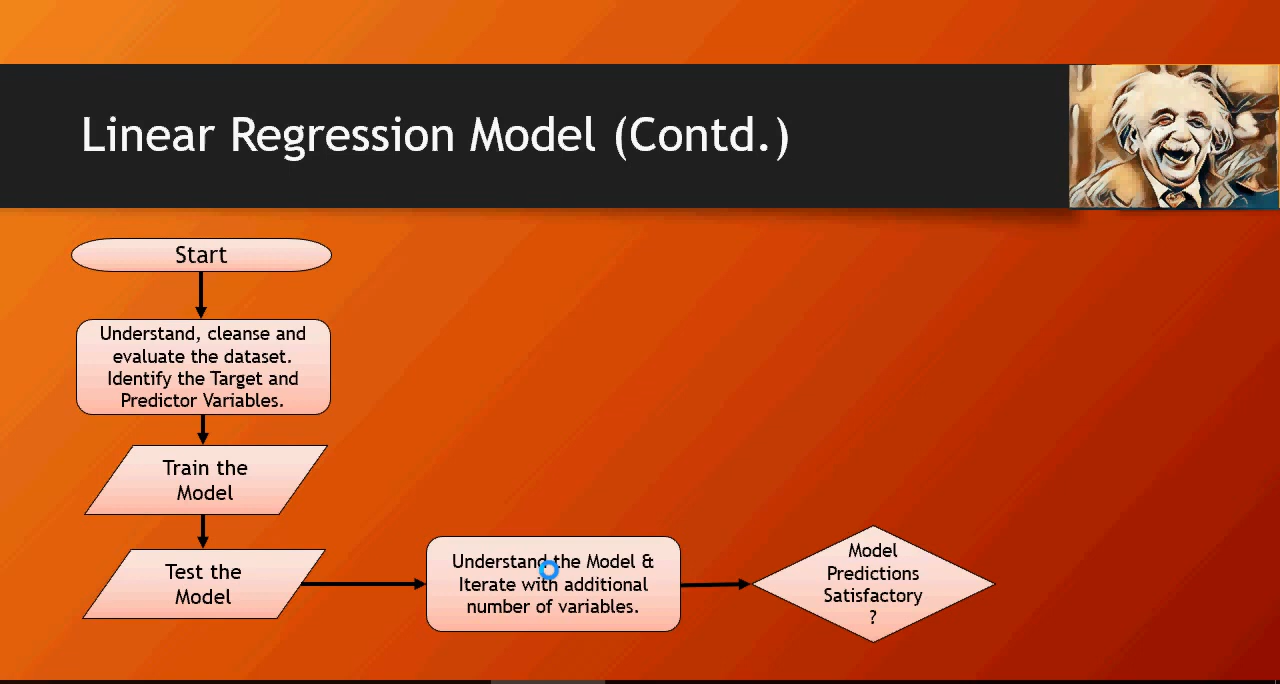 Linear Regression Model (Contd.)
Start
Understand, cleanse and
evaluate the dataset.
Identify the Target and
Predictor Variables.
Train the
Model
Test the
Model
Understand the Model &
Iterate with additional
number of variables.
Model
Predictions
Satisfactory
?